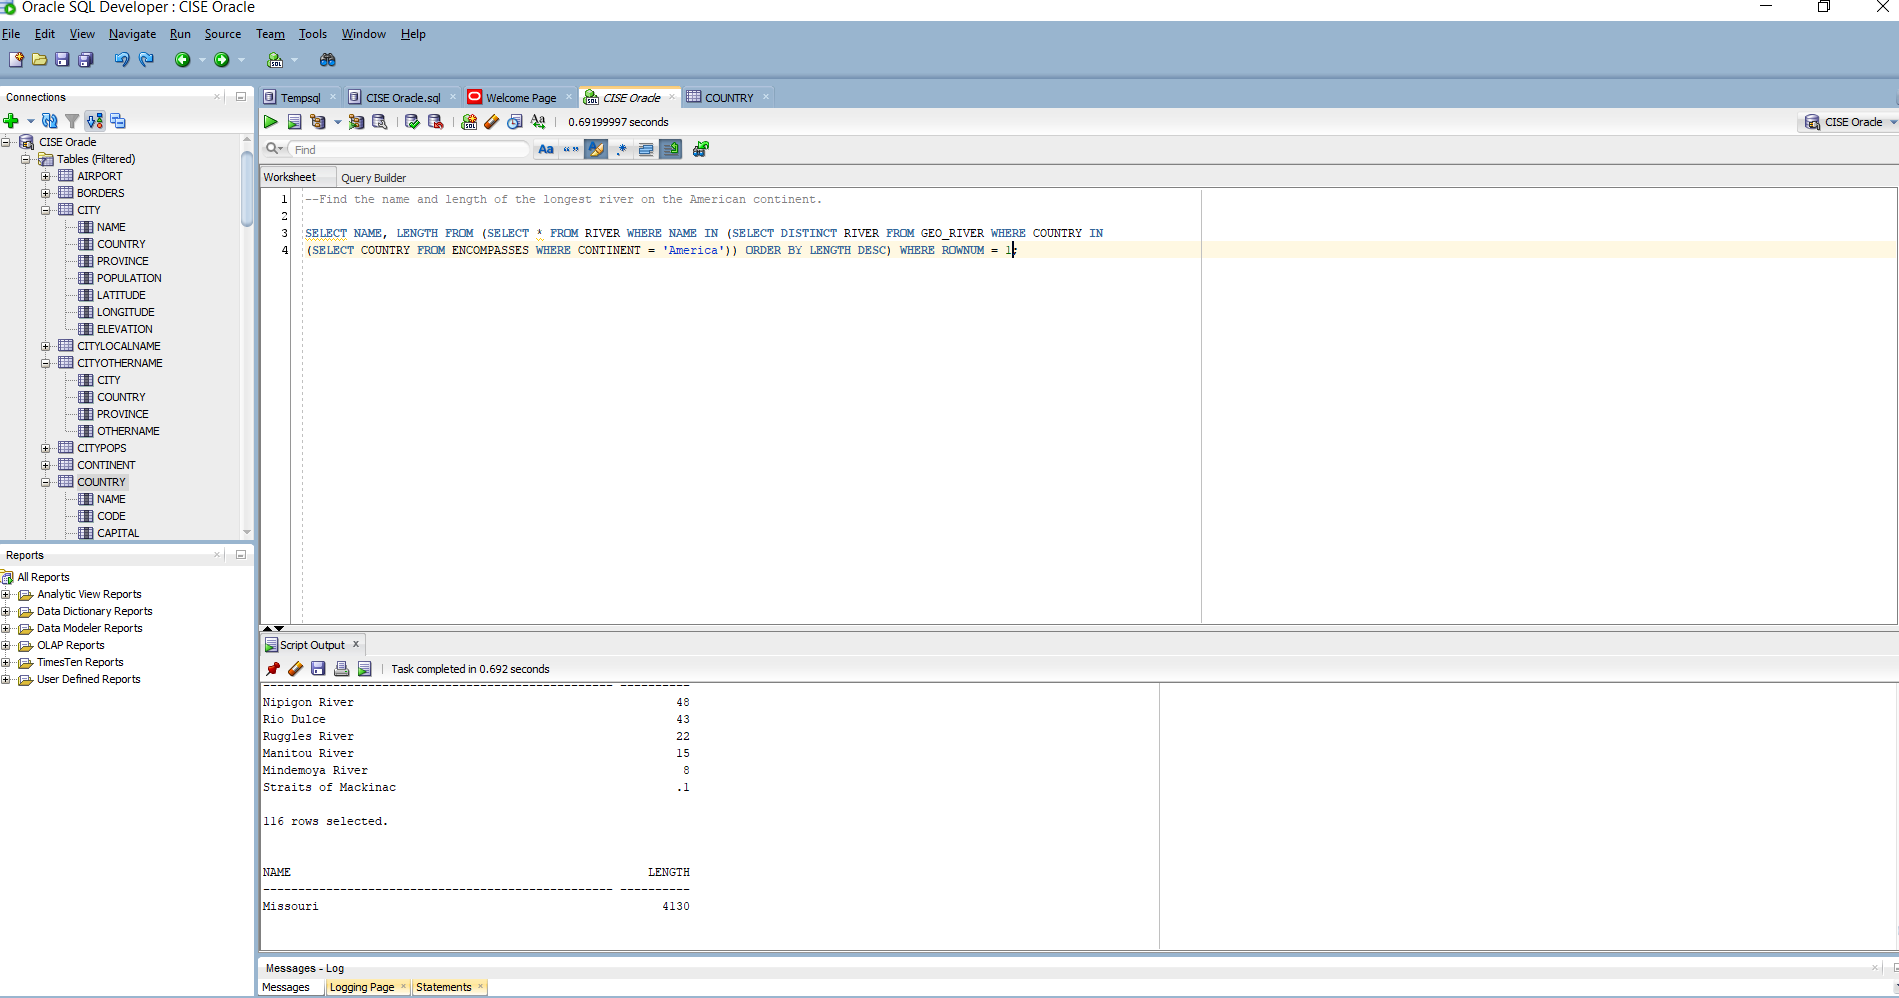 Oracle SQL Developer : CISE Oracle
File Edit View Navigate Run Source Team Tools Window Help
Connections
CISE Oracle
Tables (Filtered)
AIRPORT
BORDERS
CITY
NAME
COUNTRY
PROVINCE
POPULATION
LATITUDE
LONGITUDE
ELEVATION
CITYLOCALNAME
CITYOTHERNAME
CITY
COUNTRY
PROVINCE
OTHERNAME
CITYPOPS
CONTINENT
COUNTRY
NAME
CODE
CAPITAL
Reports
All Reports
Analytic View Reports
Data Dictionary Reports
Data Modeler Reports
OLAP Reports
TimesTen Reports
User Defined Reports
Tempsql CISE Oracle.sql Welcome Page CISE Oracle COUNTRY
0.69199997 seconds
CISE Oracle
Find
Worksheet Query Builder
1 --Find the name and length of the longest river on the American continent.
2
3 SELECT NAME, LENGTH FROM (SELECT * FROM RIVER WHERE NAME IN (SELECT DISTINCT RIVER FROM GEO_RIVER WHERE COUNTRY IN
4 (SELECT COUNTRY FROM ENCOMPASSES WHERE CONTINENT = 'America')) ORDER BY LENGTH DESC) WHERE ROWNUM = 1;
Script Output
Task completed in 0.692 seconds
Nipigon River 48
Rio Dulce 43
Ruggles River 22
Manitou River 15
Mindemoya River 8
Straits of Mackinac .1
116 rows selected.
NAME LENGTH
Missouri 4130
Messages - Log
Messages Logging Page Statements